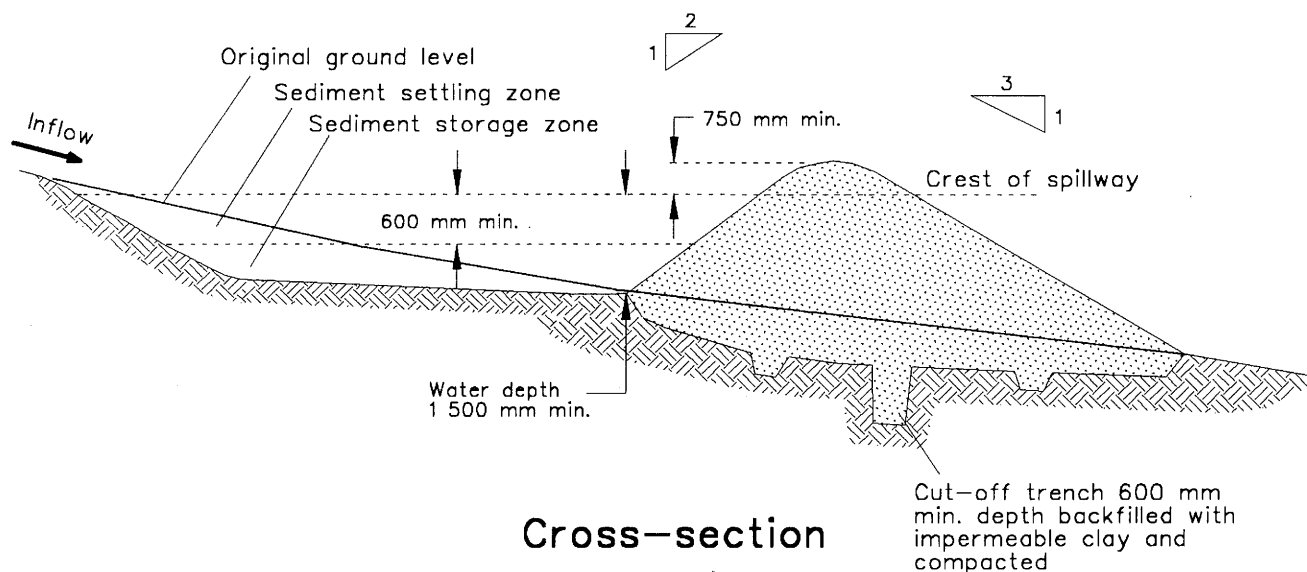 2
1
3
1
Original ground level
Sediment settling zone
Sediment storage zone
Inflow
750 mm min.
Crest of spillway
600 mm min.
Water depth
1 500 mm min.
Cut-off trench 600 mm
min. depth backfilled with
impermeable clay and
compacted
Cross-section